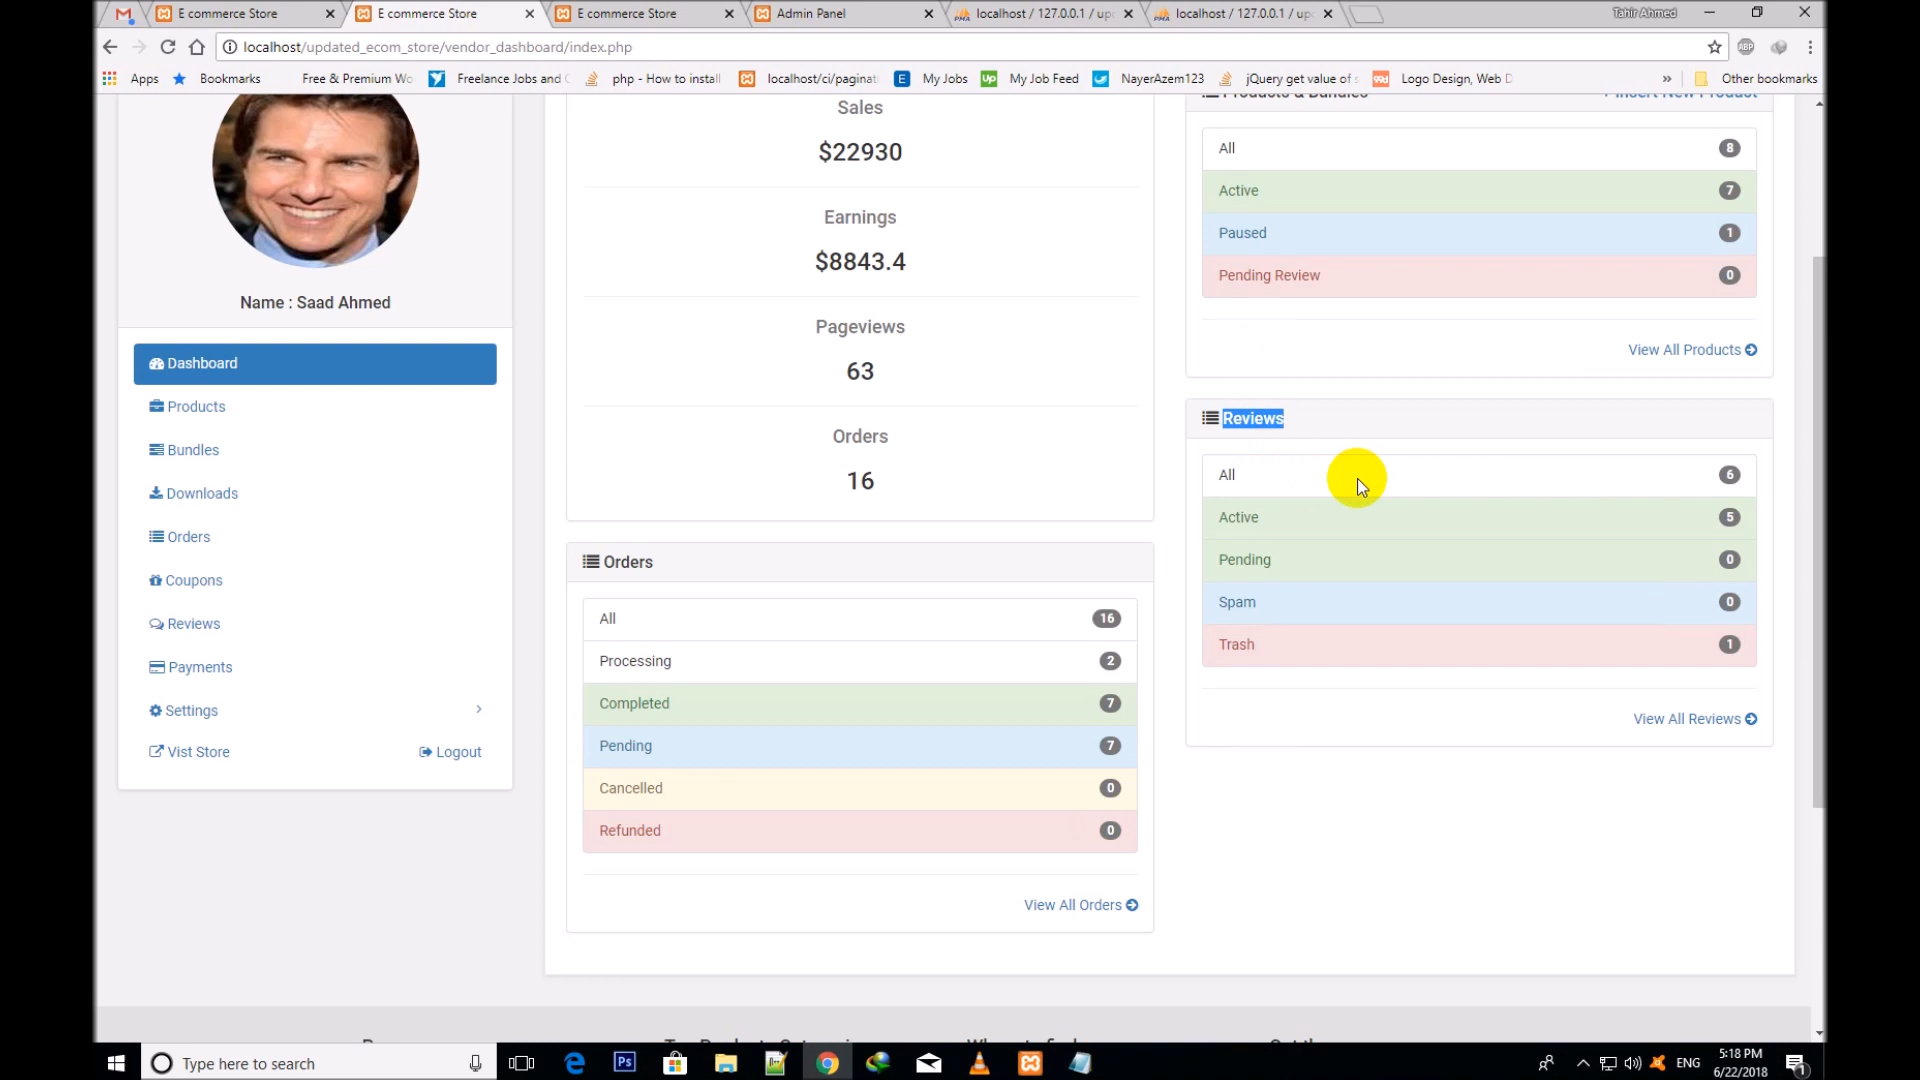 E commerce Store
E commerce Store
E commerce Store
Admin Panel
localhost / 127.0.0.1 / up
localhost / 127.0.0.1 / up
Tahir Ahmed
localhost/updated_ecom_store/vendor_dashboard/index.php
Apps
Bookmarks
Free & Premium Wo
Freelance Jobs and
php - How to install
localhost/ci/paginati
My Jobs
My Job Feed
NayerAzem123
jQuery get value of
Logo Design, Web D
»
Other bookmarks
Name : Saad Ahmed
Dashboard
Products
Bundles
Downloads
Orders
Coupons
Reviews
Payments
Settings
Vist Store
Logout
Sales
$22930
Earnings
$8843.4
Pageviews
63
Orders
16
Orders
All 16
Processing 2
Completed 7
Pending 7
Cancelled 0
Refunded 0
View All Orders
Products & Bundles
+ Insert New Product
All 8
Active 7
Paused 1
Pending Review 0
View All Products
Reviews
All 6
Active 5
Pending 0
Spam 0
Trash 1
View All Reviews
Type here to search
ENG
5:18 PM
6/22/2018